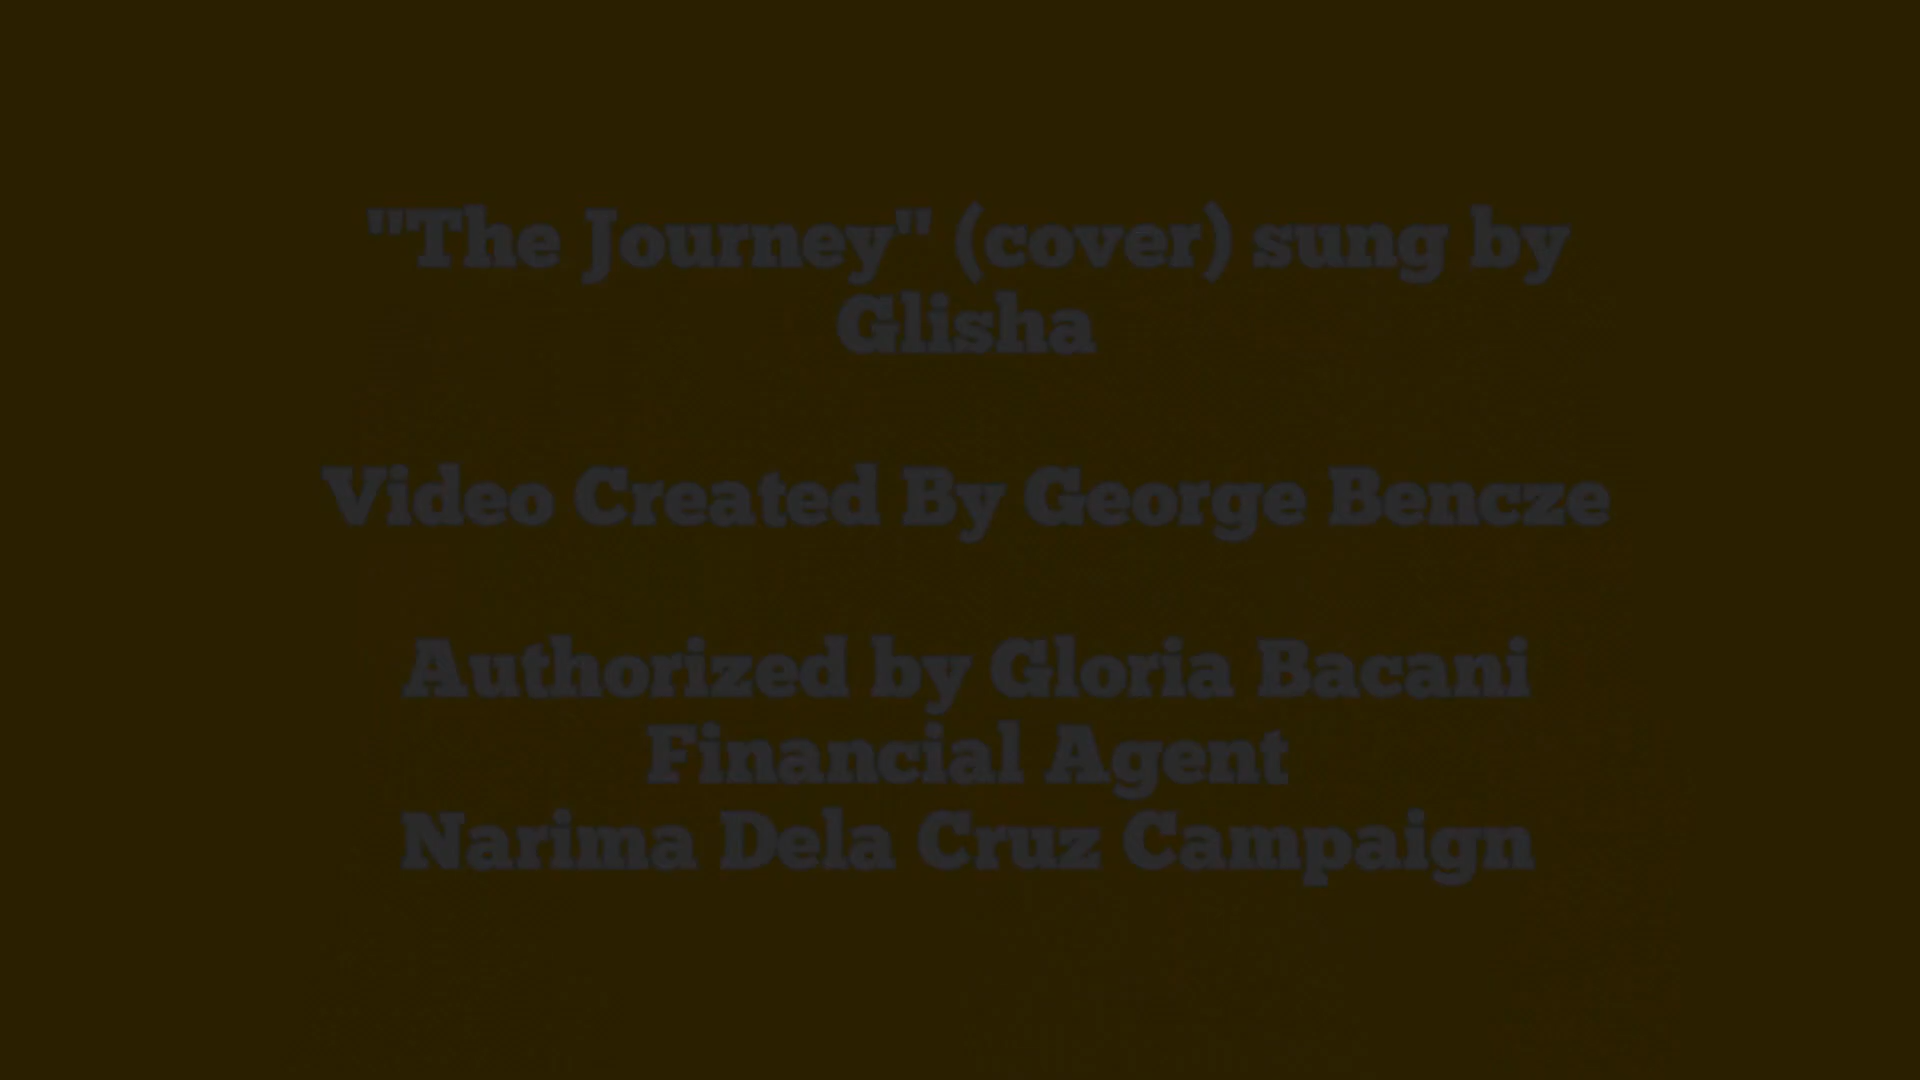 "The Journey" (cover) sung by
Glisha
Video Created By George Bencze
Authorized by Gloria Bacani
Financial Agent
Narima Dela Cruz Campaign